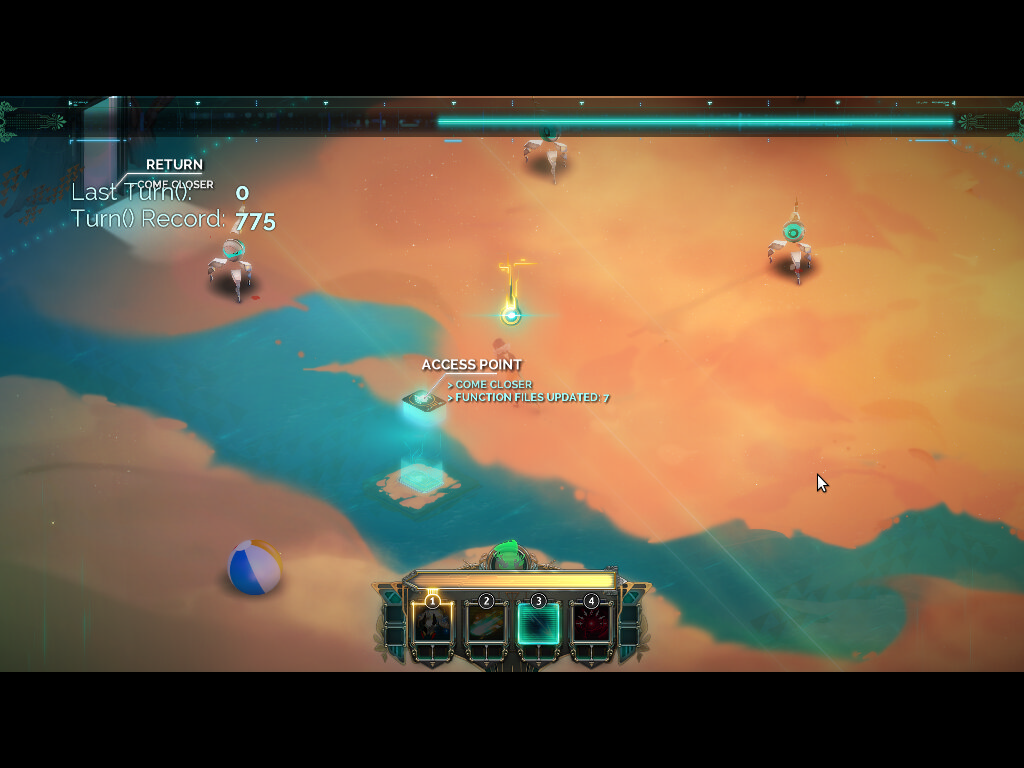 RETURN
COME CLOSER
Last Turn(): 0
Turn() Record: 775
ACCESS POINT
> COME CLOSER
> FUNCTION FILES UPDATED: 7
1 2 3 4